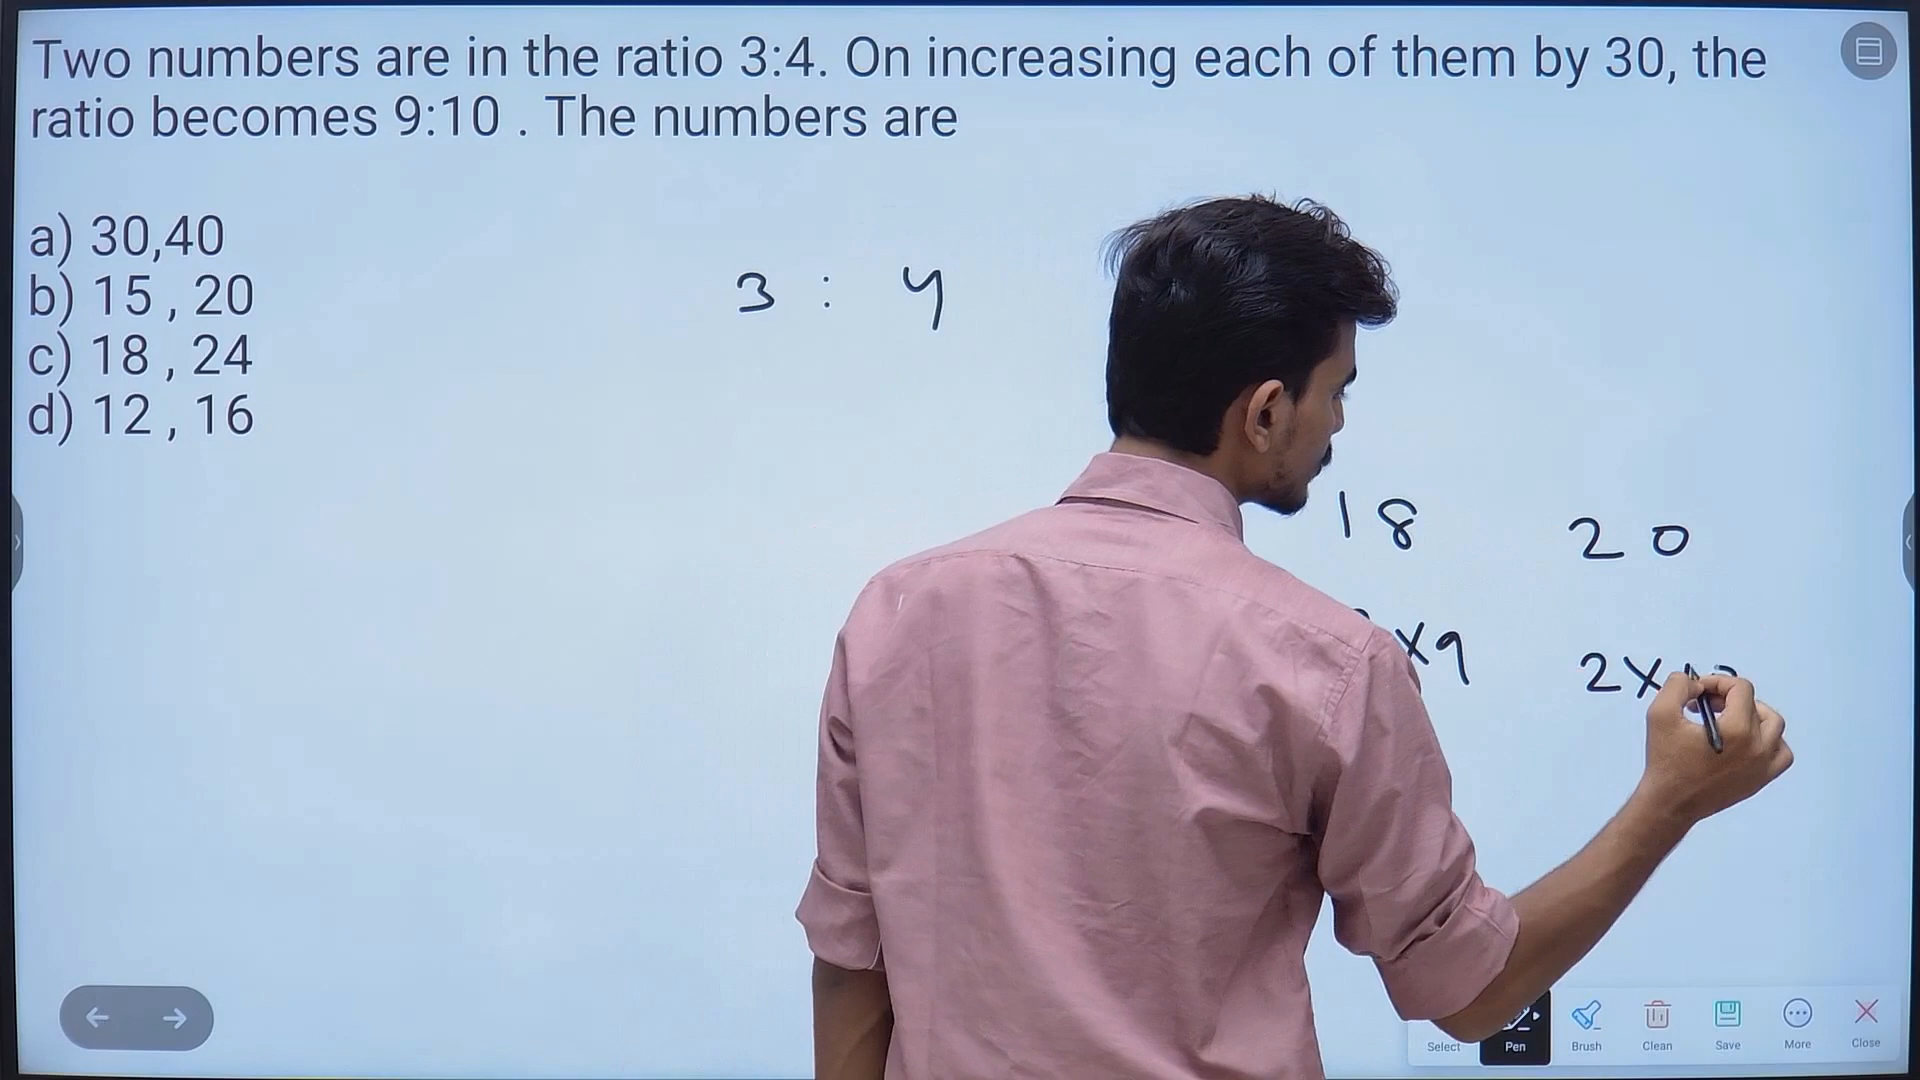 Two numbers are in the ratio 3:4. On increasing each of them by 30, the
ratio becomes 9:10 . The numbers are
a) 30,40
b) 15 , 20
c) 18 , 24
d) 12 , 16
3 : 4
18 20
x9 2x
Select Pen Brush Clean Save More Close